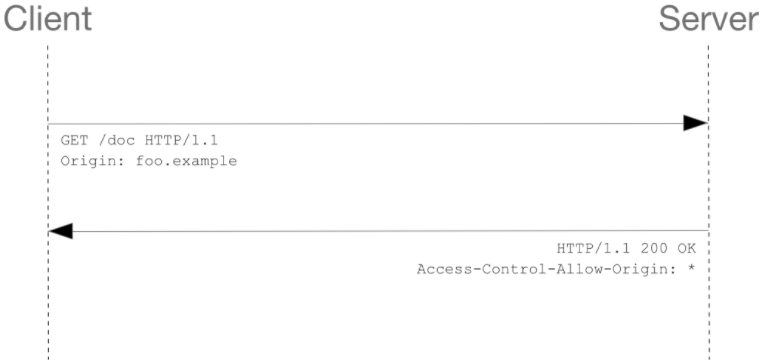 Client
Server
GET /doc HTTP/1.1
Origin: foo.example
HTTP/1.1 200 OK
Access-Control-Allow-Origin: *